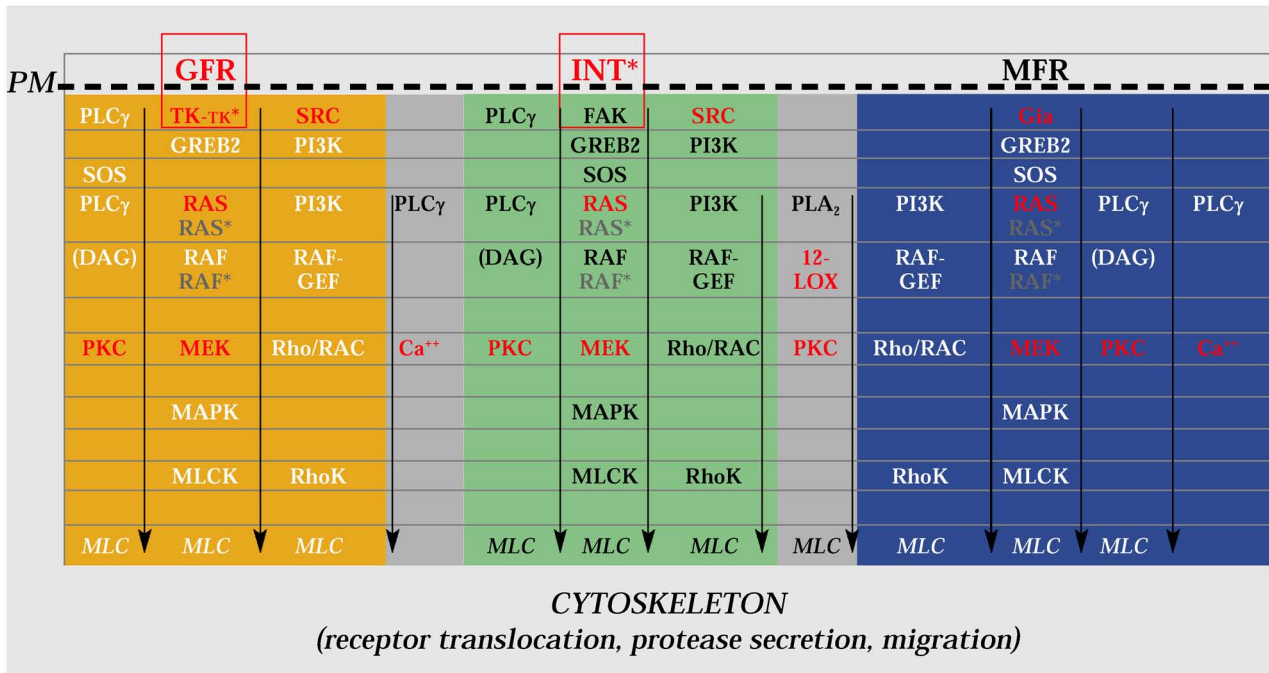 GFR INT* MFR
PM
PLCγ TK-TK* SRC PLCγ FAK SRC Gia
GREB2 PI3K GREB2 PI3K GREB2
SOS SOS SOS
PLCγ RAS PI3K PLCγ PLCγ RAS PI3K PLA₂ PI3K RAS PLCγ PLCγ
RAS* RAS* RAS*
(DAG) RAF RAF- (DAG) RAF RAF- 12- RAF- RAF (DAG)
RAF* GEF RAF* GEF LOX GEF RAF*
PKC MEK Rho/RAC Ca⁺⁺ PKC MEK Rho/RAC PKC Rho/RAC MEK PKC Ca⁺⁺
MAPK MAPK MAPK
MLCK RhoK MLCK RhoK RhoK MLCK
MLC MLC MLC MLC MLC MLC MLC MLC MLC MLC
CYTOSKELETON
(receptor translocation, protease secretion, migration)